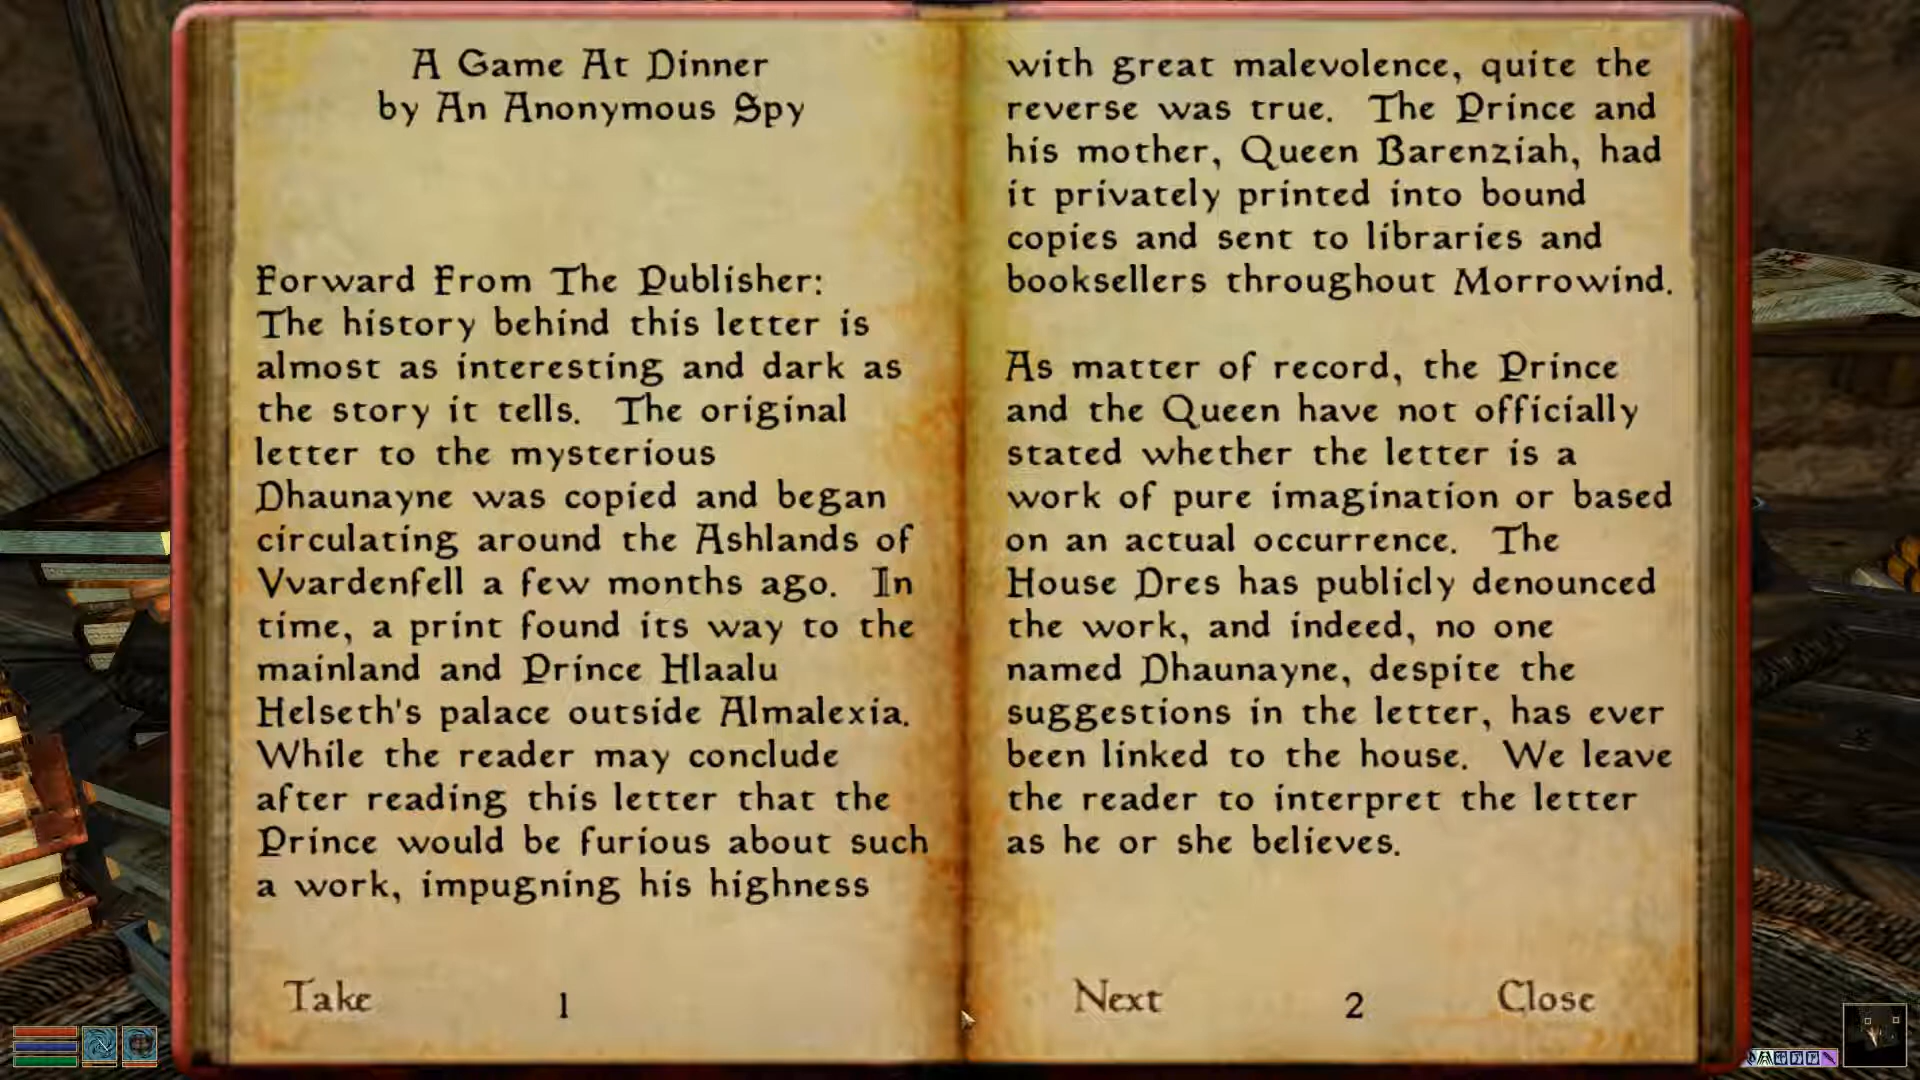 A Game At Dinner
by An Anonymous Spy
Forward From The Publisher:
The history behind this letter is
almost as interesting and dark as
the story it tells. The original
letter to the mysterious
Dhaunayne was copied and began
circulating around the Ashlands of
Vvardenfell a few months ago. In
time, a print found its way to the
mainland and Prince Hlaalu
Helseth's palace outside Almalexia.
While the reader may conclude
after reading this letter that the
Prince would be furious about such
a work, impugning his highness
Take
1
with great malevolence, quite the
reverse was true. The Prince and
his mother, Queen Barenziah, had
it privately printed into bound
copies and sent to libraries and
booksellers throughout Morrowind.
As matter of record, the Prince
and the Queen have not officially
stated whether the letter is a
work of pure imagination or based
on an actual occurrence. The
House Dres has publicly denounced
the work, and indeed, no one
named Dhaunayne, despite the
suggestions in the letter, has ever
been linked to the house. We leave
the reader to interpret the letter
as he or she believes.
Next
2
Close